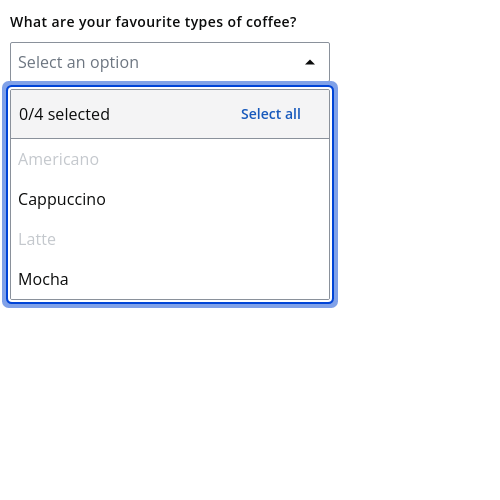 What are your favourite types of coffee?
Select an option
0/4 selected Select all
Americano
Cappuccino
Latte
Mocha